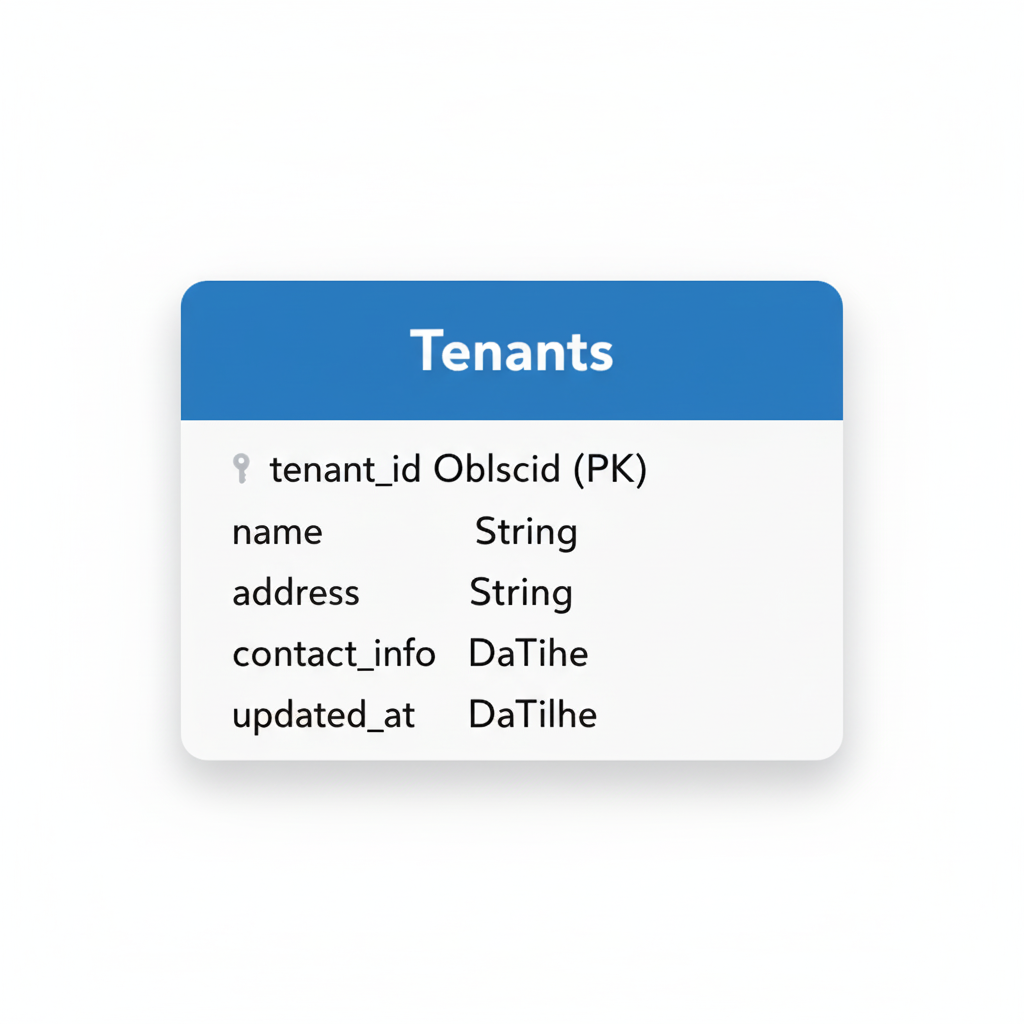 Tenants
tenant_id Oblscid (PK)
name String
address String
contact_info DaTihe
updated_at DaTilhe